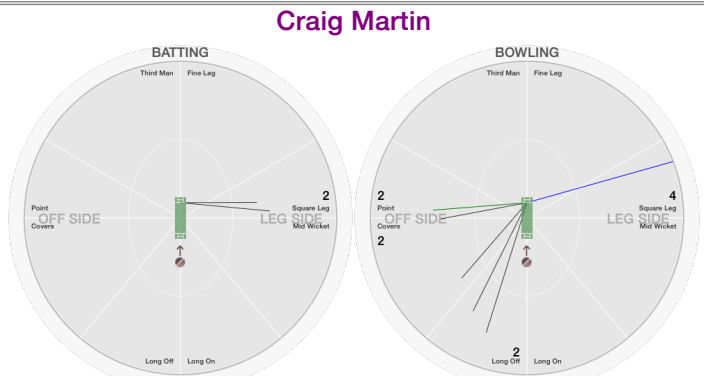 Craig Martin
BATTING
Third Man Fine Leg
2
Point Square Leg
OFF SIDE LEG SIDE
Covers Mid Wicket
Long Off Long On
BOWLING
Third Man Fine Leg
2 4
Point Square Leg
OFF SIDE LEG SIDE
Covers Mid Wicket
2
2
Long Off Long On